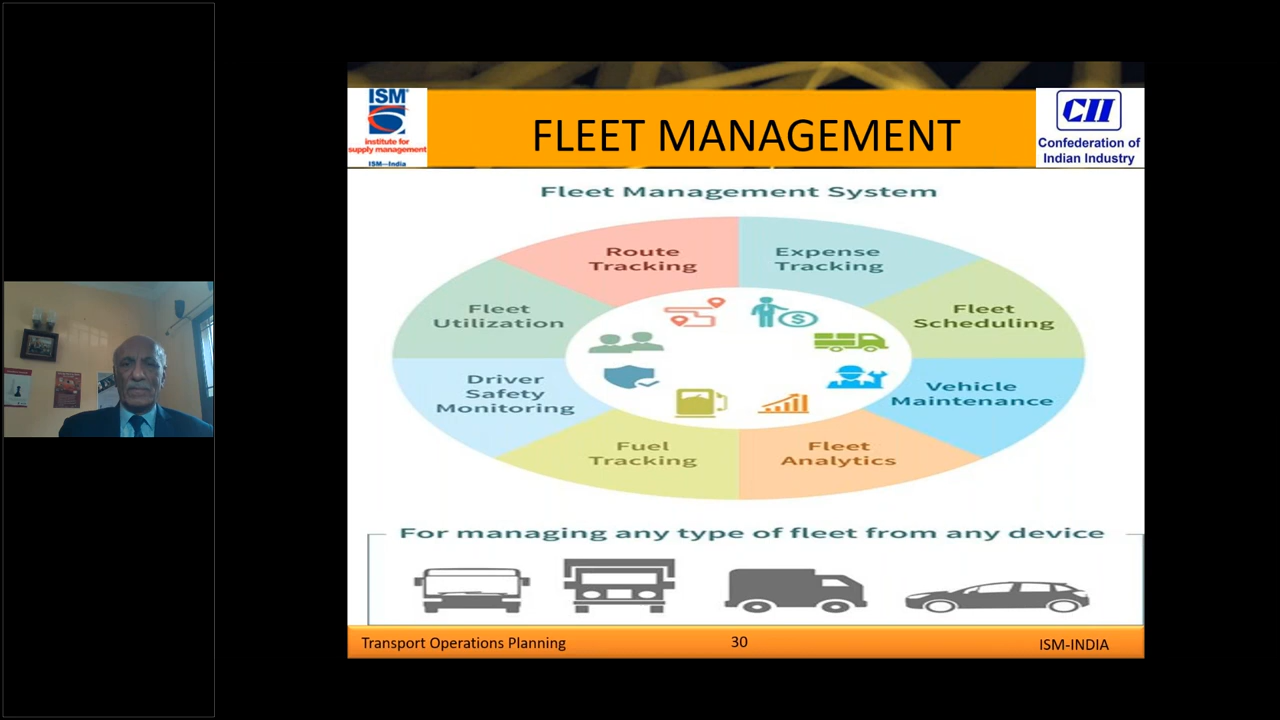 ISM®
institute for
supply management
ISM—India
FLEET MANAGEMENT
CII
Confederation of
Indian Industry
Fleet Management System
Route
Tracking
Expense
Tracking
Fleet
Scheduling
Vehicle
Maintenance
Fleet
Analytics
Fuel
Tracking
Driver
Safety
Monitoring
Fleet
Utilization
For managing any type of fleet from any device
Transport Operations Planning
30
ISM-INDIA